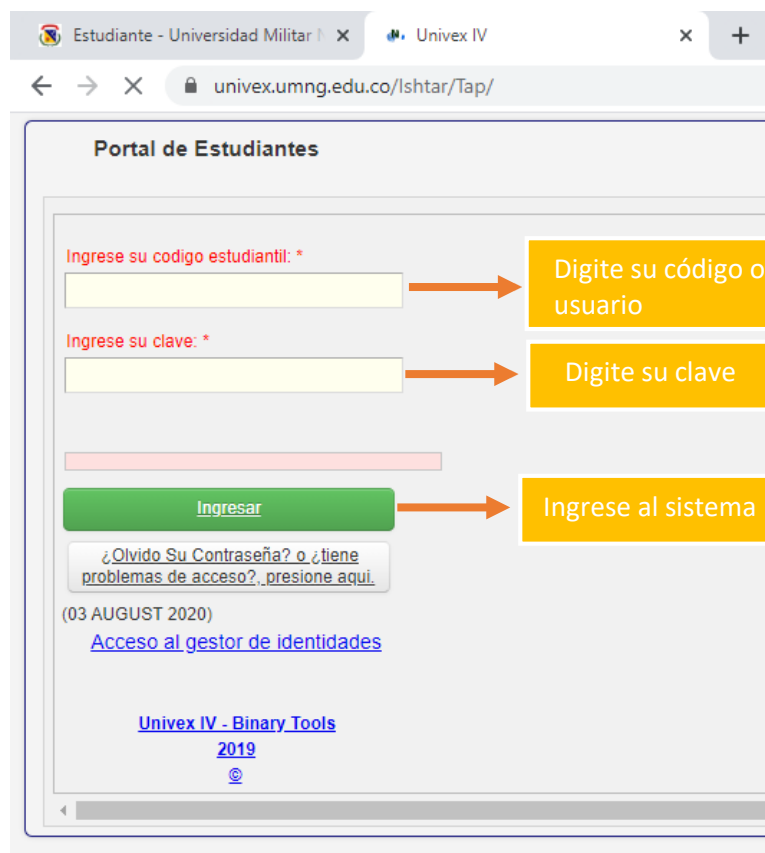 Estudiante - Universidad Militar N
Univex IV
univex.umng.edu.co/Ishtar/Tap/
Portal de Estudiantes
Ingrese su codigo estudiantil: *
Digite su código o
usuario
Ingrese su clave: *
Digite su clave
Ingresar
Ingrese al sistema
¿Olvido Su Contraseña? o ¿tiene
problemas de acceso?, presione aqui.
(03 AUGUST 2020)
Acceso al gestor de identidades
Univex IV - Binary Tools
2019
©